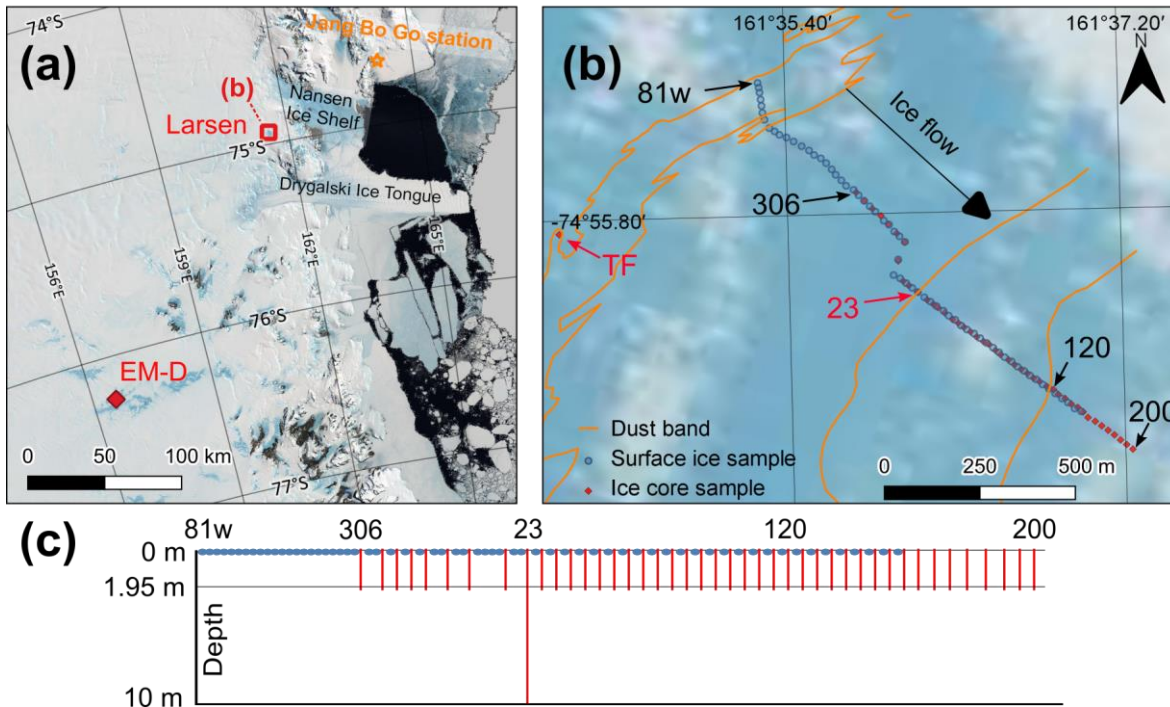 (a)
74°S
Jang Bo Go station
(b)
Nansen
Ice Shelf
Larsen
75°S
Drygalski Ice Tongue
156°E
159°E
162°E
165°E
76°S
EM-D
0 50 100 km
77°S
(b)
161°35.40′
161°37.20′
N
81w
Ice flow
306
-74°55.80′
TF
23
120
200
Dust band
Surface ice sample
Ice core sample
0 250 500 m
(c)
81w 306 23 120 200
0 m
1.95 m
Depth
10 m